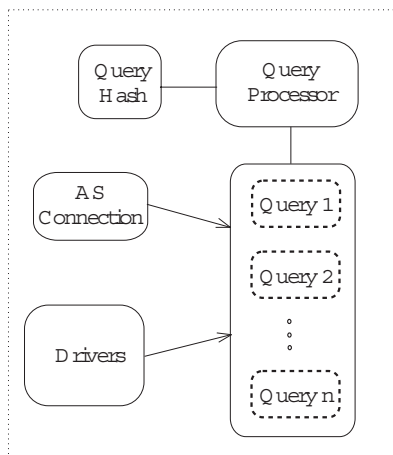 Query
Hash
Query
Processor
AS
Connection
Query 1
Query 2
Drivers
Query n